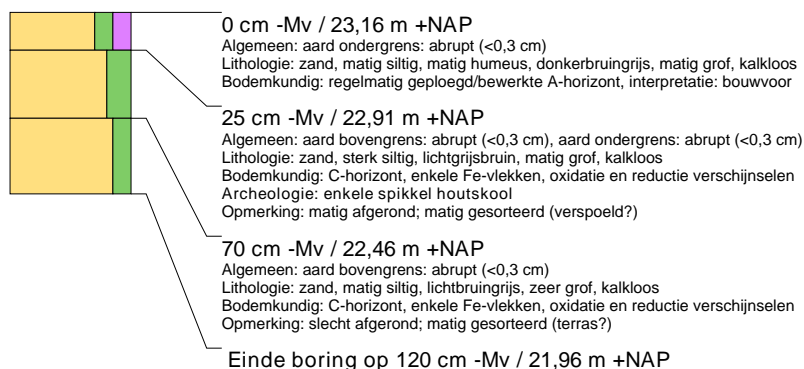 0 cm -Mv / 23,16 m +NAP
Algemeen: aard ondergrens: abrupt (<0,3 cm)
Lithologie: zand, matig siltig, matig humeus, donkerbruingrijs, matig grof, kalkloos
Bodemkundig: regelmatig geploegd/bewerkte A-horizont, interpretatie: bouwvoor
25 cm -Mv / 22,91 m +NAP
Algemeen: aard bovengrens: abrupt (<0,3 cm), aard ondergrens: abrupt (<0,3 cm)
Lithologie: zand, sterk siltig, lichtgrijsbruin, matig grof, kalkloos
Bodemkundig: C-horizont, enkele Fe-vlekken, oxidatie en reductie verschijnselen
Archeologie: enkele spikkel houtskool
Opmerking: matig afgerond; matig gesorteerd (verspoeld?)
70 cm -Mv / 22,46 m +NAP
Algemeen: aard bovengrens: abrupt (<0,3 cm)
Lithologie: zand, matig siltig, lichtbruingrijs, zeer grof, kalkloos
Bodemkundig: C-horizont, enkele Fe-vlekken, oxidatie en reductie verschijnselen
Opmerking: slecht afgerond; matig gesorteerd (terras?)
Einde boring op 120 cm -Mv / 21,96 m +NAP